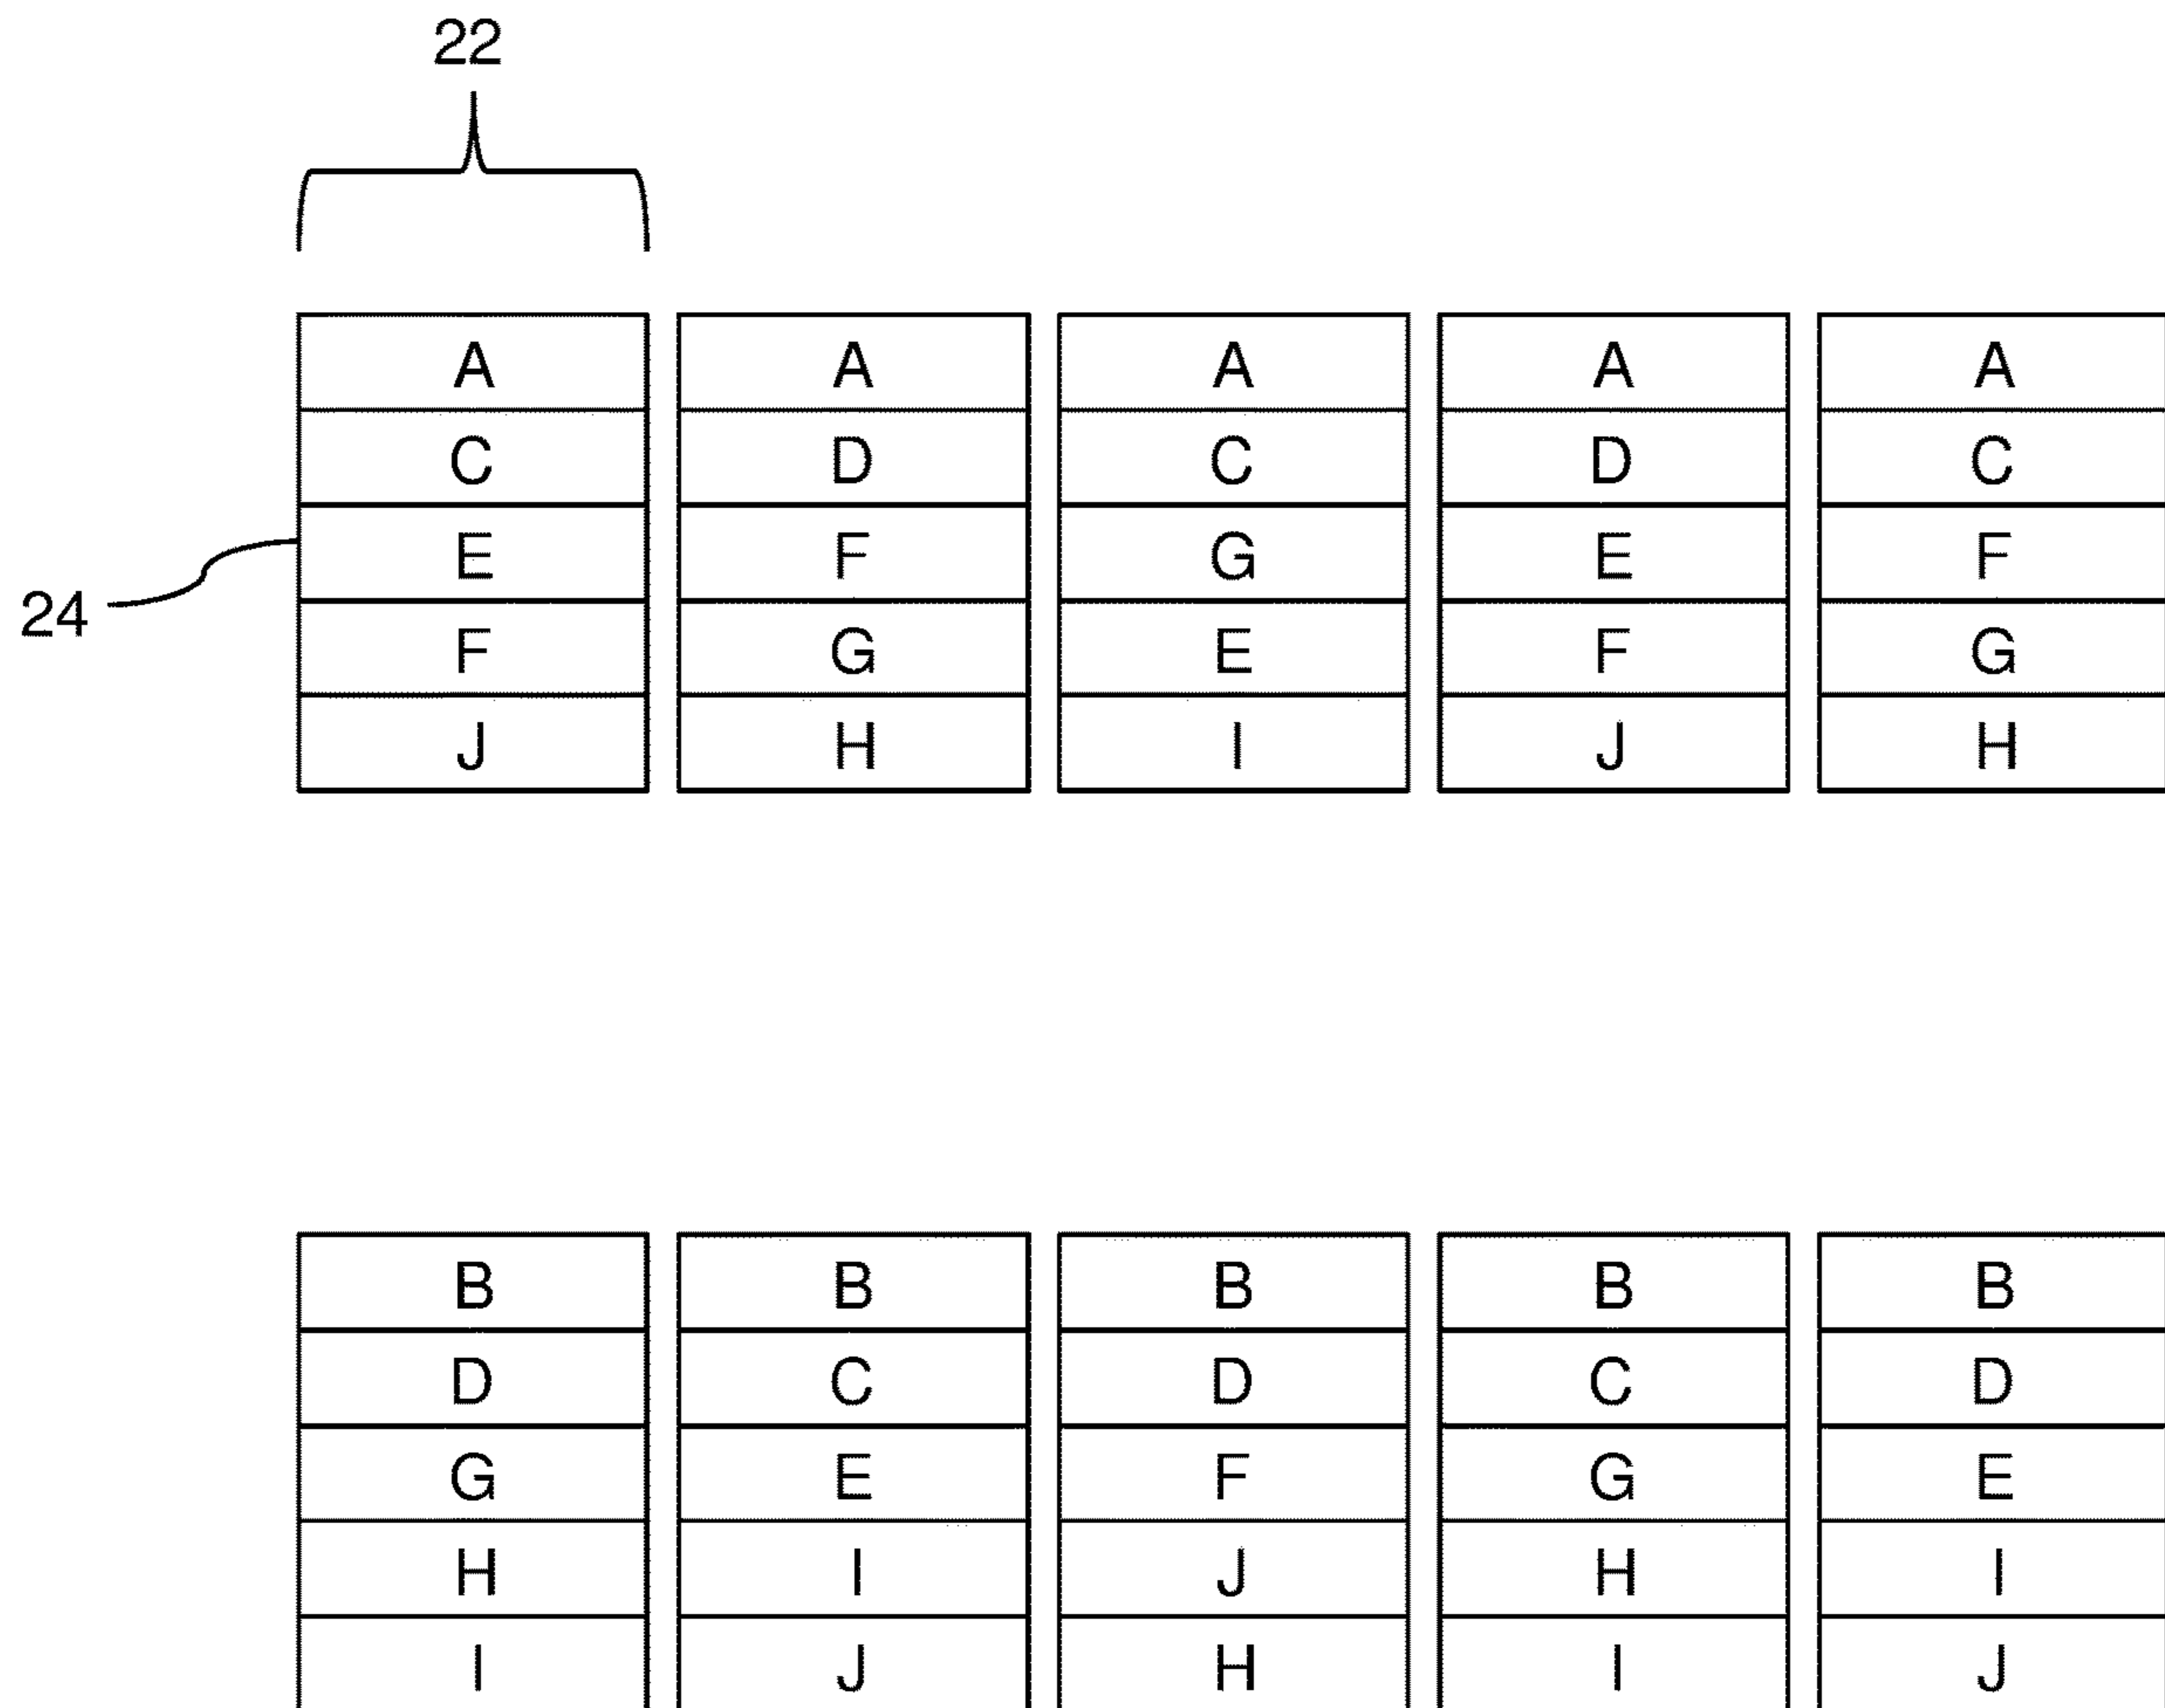 22
A A A A A
C D C D C
24
E F G E F
F G E F G
J H I J H
B B B B B
D C D C D
G E F G E
H I J H I
I J H I J